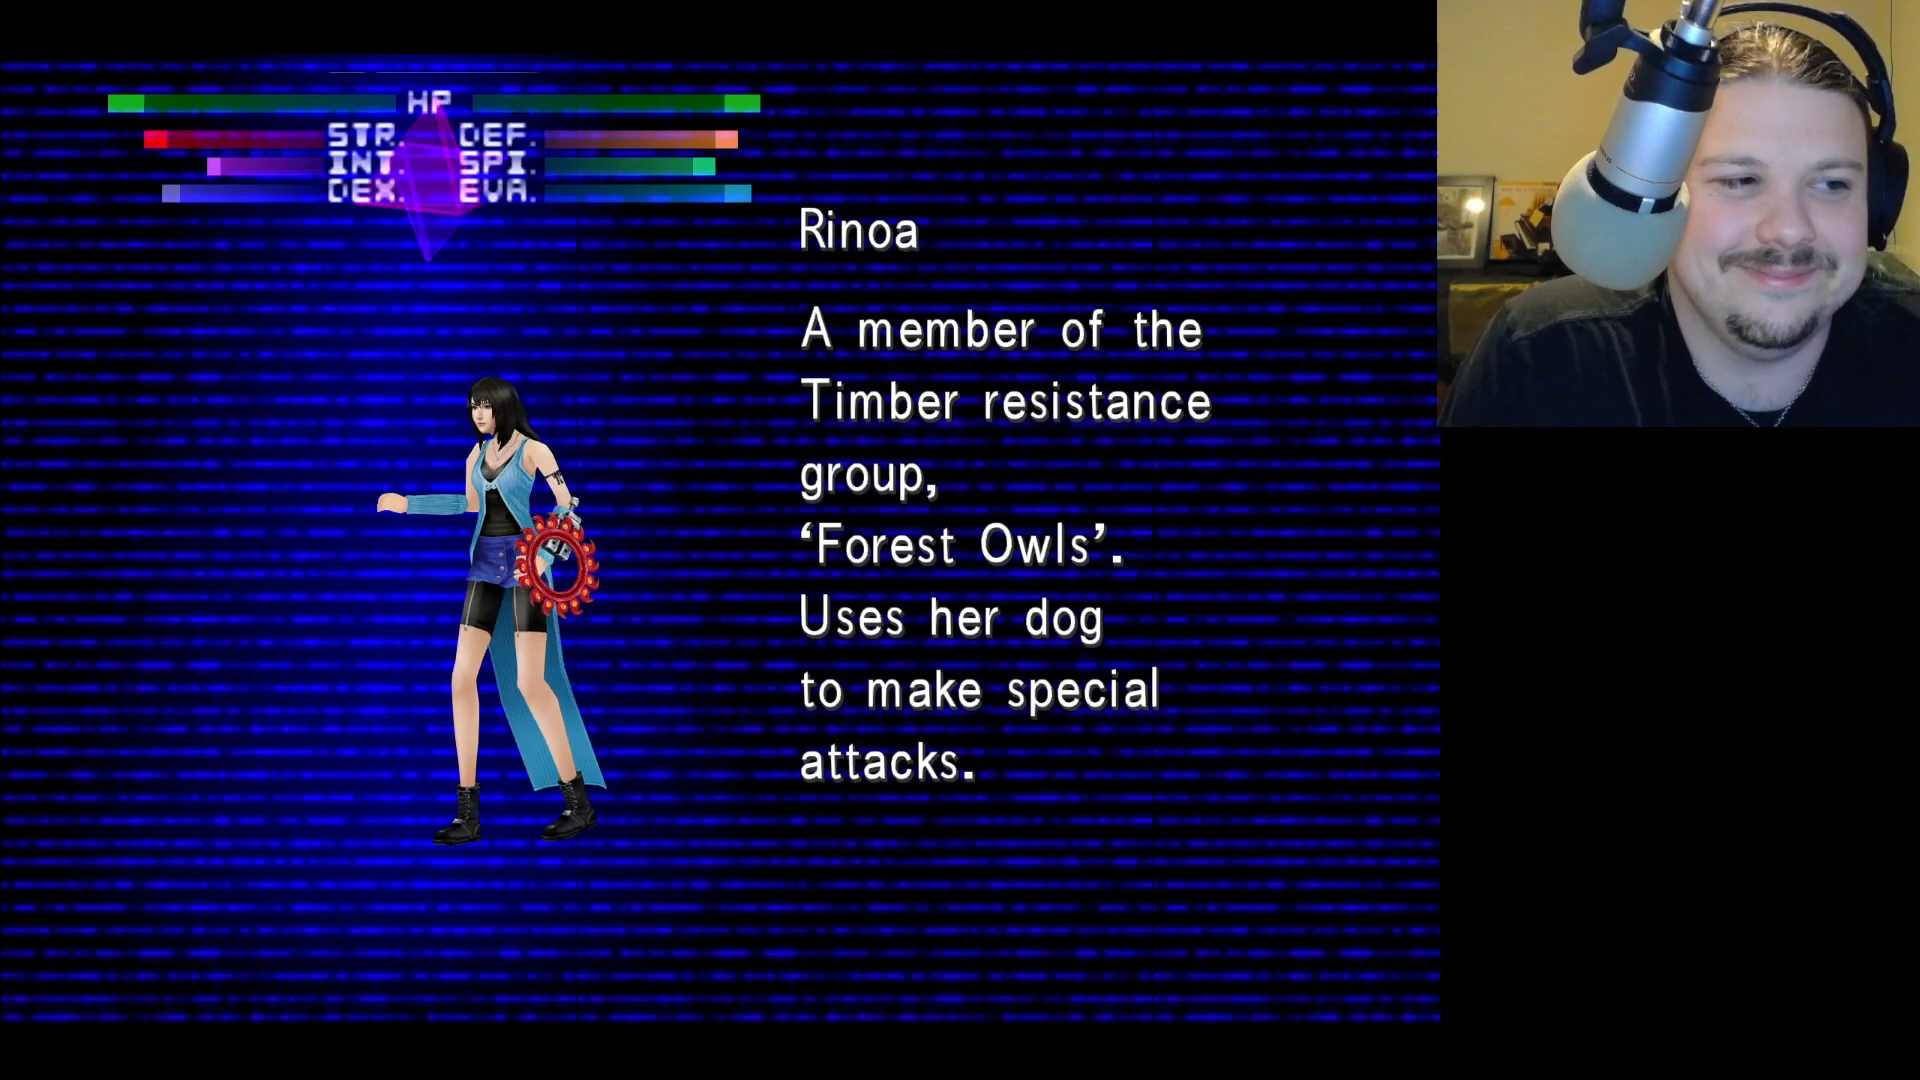 HP
STR. DEF.
INT. SPI.
DEX. EVA.
Rinoa
A member of the
Timber resistance
group,
‘Forest Owls’.
Uses her dog
to make special
attacks.